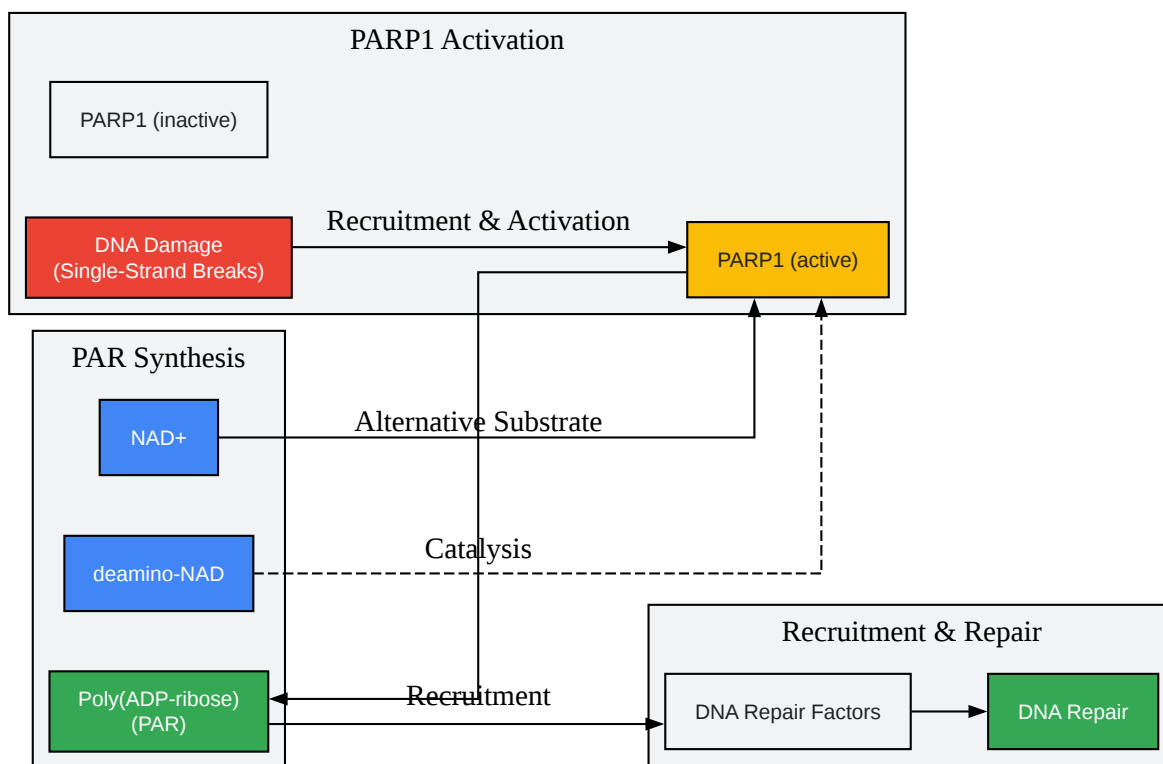 PARP1 Activation
PARP1 (inactive)
DNA Damage
(Single-Strand Breaks)
Recruitment & Activation
PARP1 (active)
PAR Synthesis
NAD+
Alternative Substrate
deamino-NAD
Catalysis
Poly(ADP-ribose)
(PAR)
Recruitment
Recruitment & Repair
DNA Repair Factors
DNA Repair